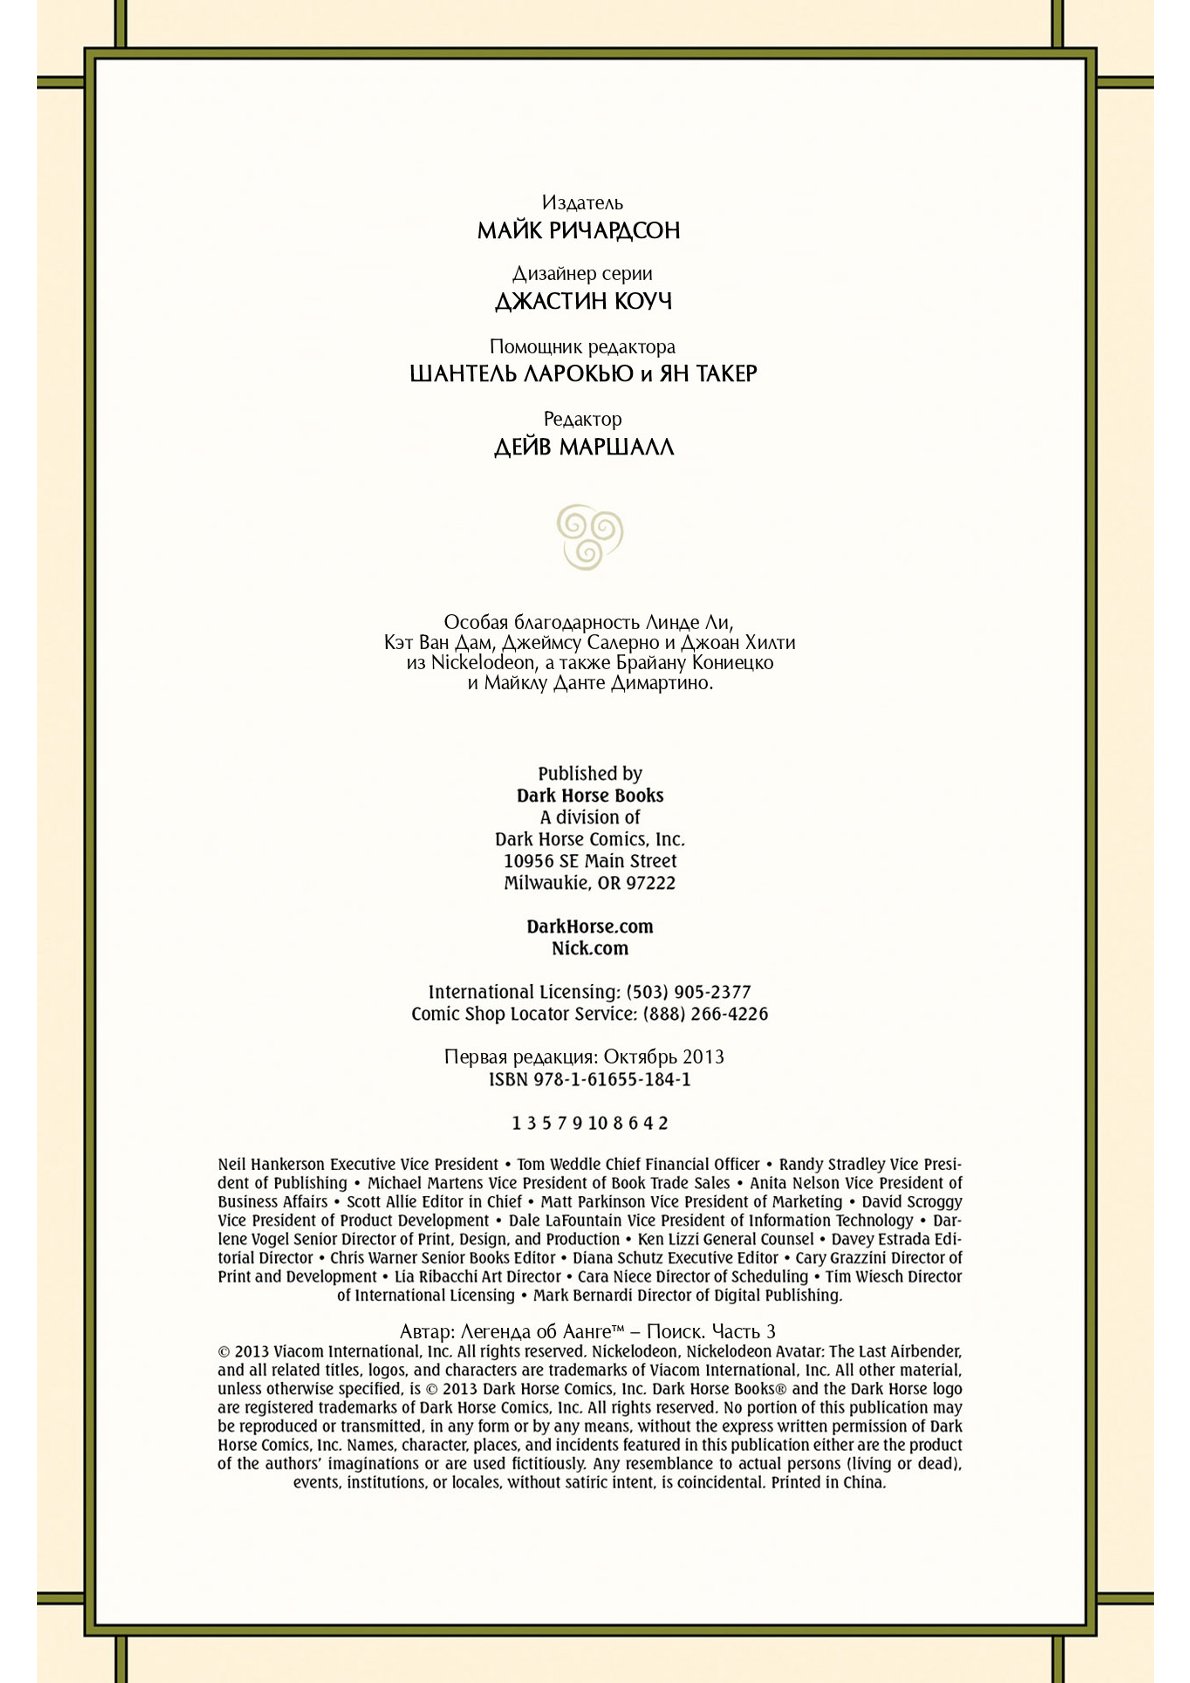 Издатель
МАЙК РИЧАРДСОН
Дизайнер серии
ДЖАСТИН КОУЧ
Помощник редактора
ШАНТЕЛЬ ЛАРОКЬЮ и ЯН ТАКЕР
Редактор
ДЕЙВ МАРШАЛЛ
Особая благодарность Линде Ли,
Кэт Ван Дам, Джеймсу Салерно и Джоан Хилти
из Nickelodeon, а также Брайану Кониецко
и Майклу Данте Димартино.
Published by
Dark Horse Books
A division of
Dark Horse Comics, Inc.
10956 SE Main Street
Milwaukie, OR 97222
DarkHorse.com
Nick.com
International Licensing: (503) 905-2377
Comic Shop Locator Service: (888) 266-4226
Первая редакция: Октябрь 2013
ISBN 978-1-61655-184-1
1 3 5 7 9 10 8 6 4 2
Neil Hankerson Executive Vice President • Tom Weddle Chief Financial Officer • Randy Stradley Vice Presi-
dent of Publishing • Michael Martens Vice President of Book Trade Sales • Anita Nelson Vice President of
Business Affairs • Scott Allie Editor in Chief • Matt Parkinson Vice President of Marketing • David Scroggy
Vice President of Product Development • Dale LaFountain Vice President of Information Technology • Dar-
lene Vogel Senior Director of Print, Design, and Production • Ken Lizzi General Counsel • Davey Estrada Edi-
torial Director • Chris Warner Senior Books Editor • Diana Schutz Executive Editor • Cary Grazzini Director of
Print and Development • Lia Ribacchi Art Director • Cara Niece Director of Scheduling • Tim Wiesch Director
of International Licensing • Mark Bernardi Director of Digital Publishing.
Автар: Легенда об Аанге™ – Поиск. Часть 3
© 2013 Viacom International, Inc. All rights reserved. Nickelodeon, Nickelodeon Avatar: The Last Airbender,
and all related titles, logos, and characters are trademarks of Viacom International, Inc. All other material,
unless otherwise specified, is © 2013 Dark Horse Comics, Inc. Dark Horse Books® and the Dark Horse logo
are registered trademarks of Dark Horse Comics, Inc. All rights reserved. No portion of this publication may
be reproduced or transmitted, in any form or by any means, without the express written permission of Dark
Horse Comics, Inc. Names, character, places, and incidents featured in this publication either are the product
of the authors’ imaginations or are used fictitiously. Any resemblance to actual persons (living or dead),
events, institutions, or locales, without satiric intent, is coincidental. Printed in China.